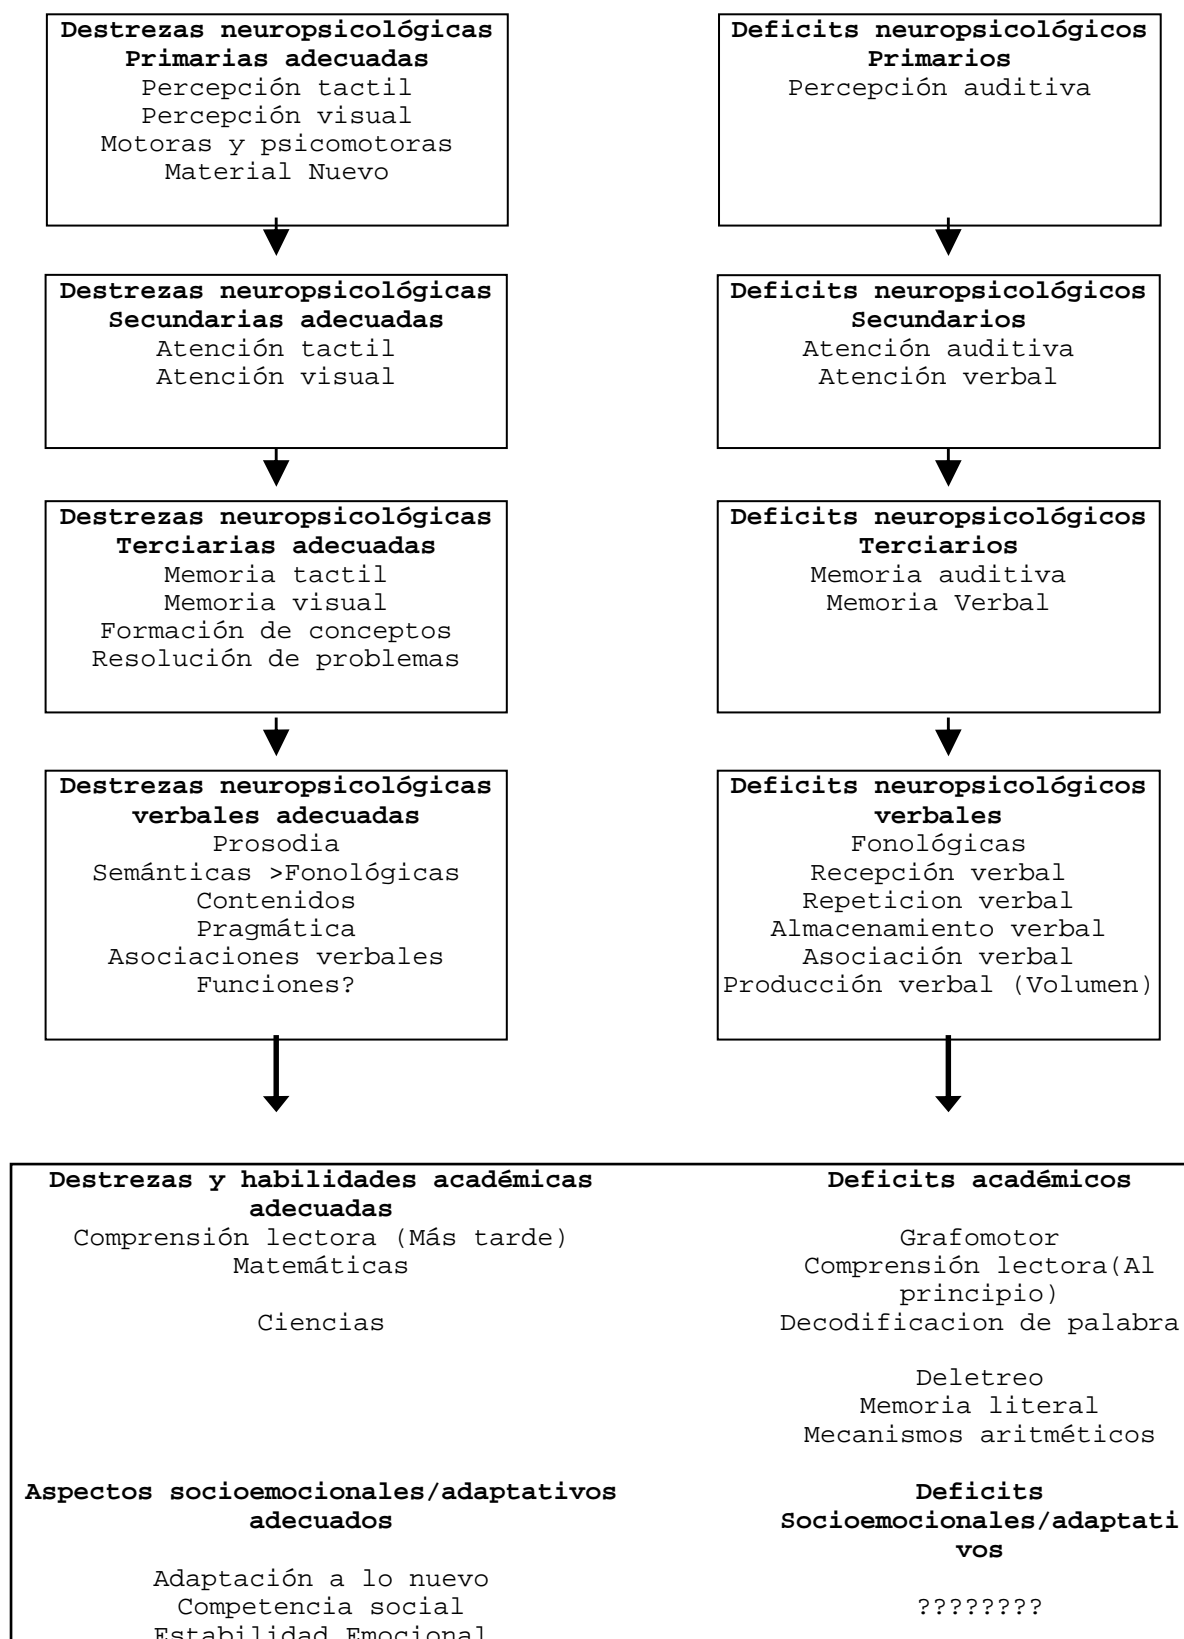 Destrezas neuropsicológicas
Primarias adecuadas
Percepción tactil
Percepción visual
Motoras y psicomotoras
Material Nuevo
Deficits neuropsicológicos
Primarios
Percepción auditiva
Destrezas neuropsicológicas
Secundarias adecuadas
Atención tactil
Atención visual
Deficits neuropsicológicos
Secundarios
Atención auditiva
Atención verbal
Destrezas neuropsicológicas
Terciarias adecuadas
Memoria tactil
Memoria visual
Formación de conceptos
Resolución de problemas
Deficits neuropsicológicos
Terciarios
Memoria auditiva
Memoria Verbal
Destrezas neuropsicológicas
verbales adecuadas
Prosodia
Semánticas >Fonológicas
Contenidos
Pragmática
Asociaciones verbales
Funciones?
Deficits neuropsicológicos
verbales
Fonológicas
Recepción verbal
Repeticion verbal
Almacenamiento verbal
Asociación verbal
Producción verbal (Volumen)
Destrezas y habilidades académicas
adecuadas
Comprensión lectora (Más tarde)
Matemáticas
Ciencias
Deficits académicos
Grafomotor
Comprensión lectora(Al
principio)
Decodificacion de palabra
Deletreo
Memoria literal
Mecanismos aritméticos
Aspectos socioemocionales/adaptativos
adecuados
Adaptación a lo nuevo
Competencia social
Estabilidad Emocional
Deficits
Socioemocionales/adaptati
vos
????????